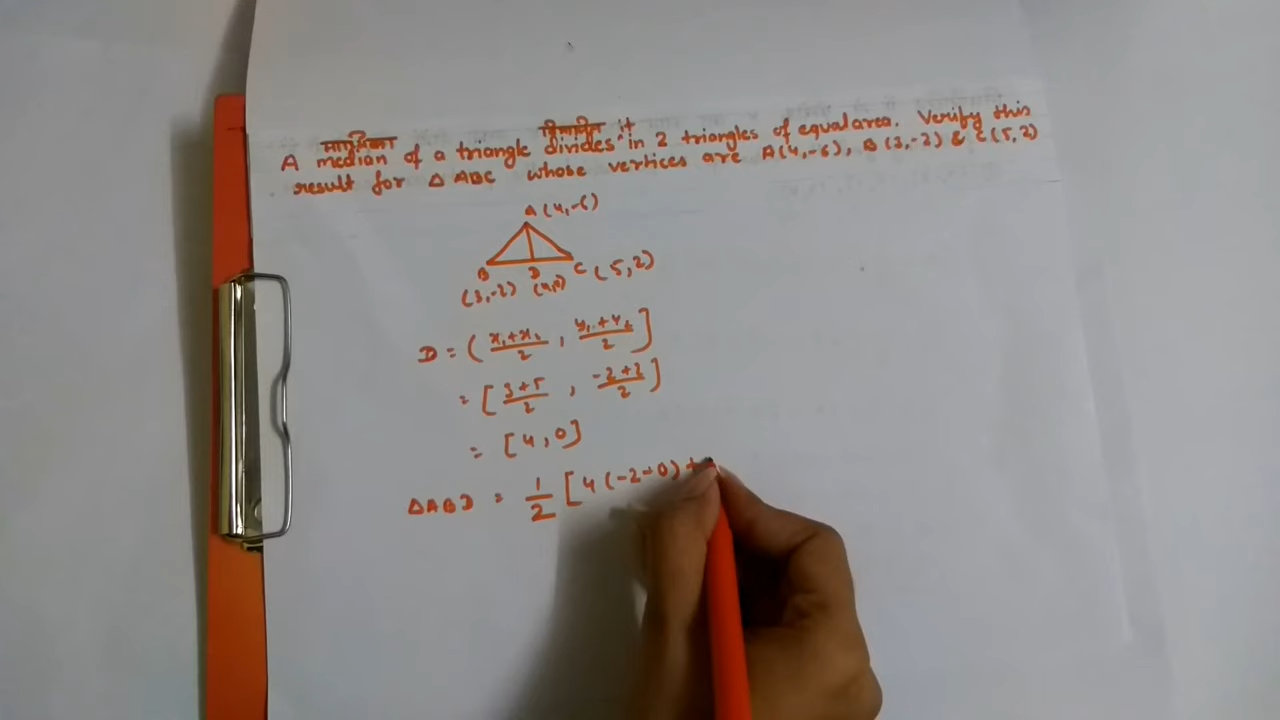 माध्यिका विभाजित it
A median of a triangle divides in 2 triangles of equal area. Verify this
result for Δ ABC whose vertices are A(4,-6), B(3,-2) & C(5,2)
A (4,-6)
B D C (5,2)
(3,-2) (4,0)
D = ( x₁+x₂/2 , y₁+y₂/2 ]
= [ 3+5/2 , -2+2/2 ]
= [4,0]
ΔABD = 1/2 [4(-2-0)+